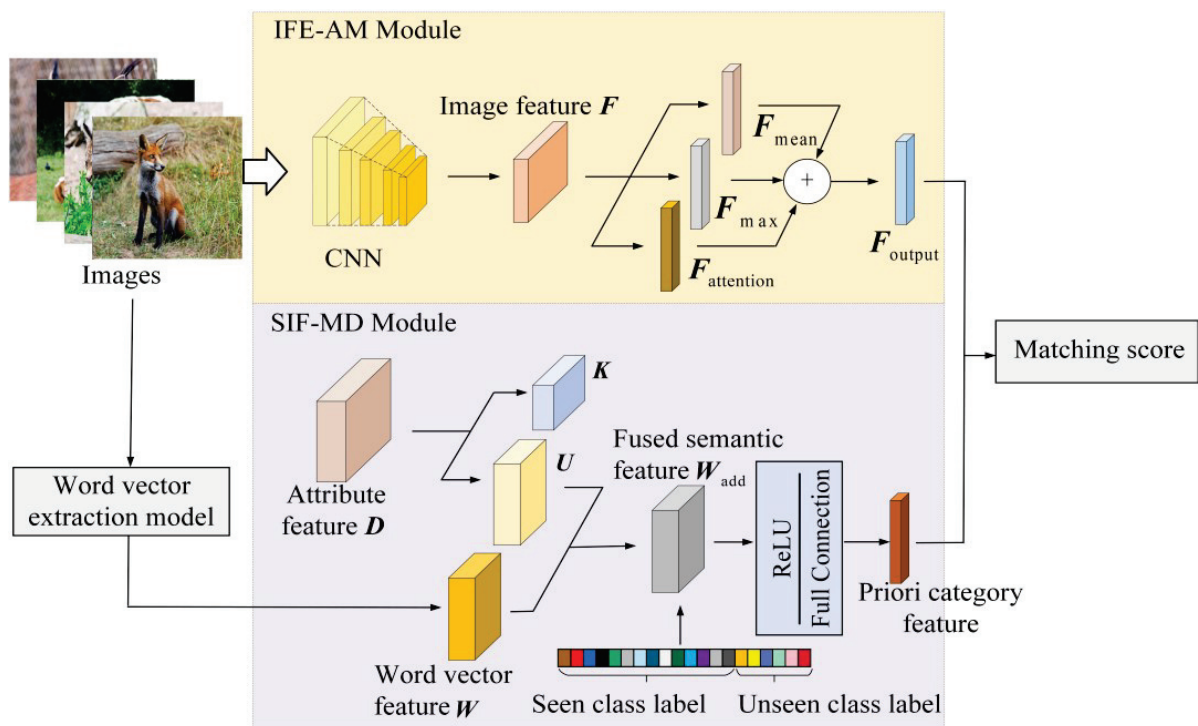 IFE-AM Module
Image feature F
F mean
+
F max
F attention
F output
CNN
Images
SIF-MD Module
Matching score
K
U
Attribute
feature D
Fused semantic
feature W add
Word vector
extraction model
ReLU
Full Connection
Priori category
feature
Word vector
feature W
Seen class label
Unseen class label